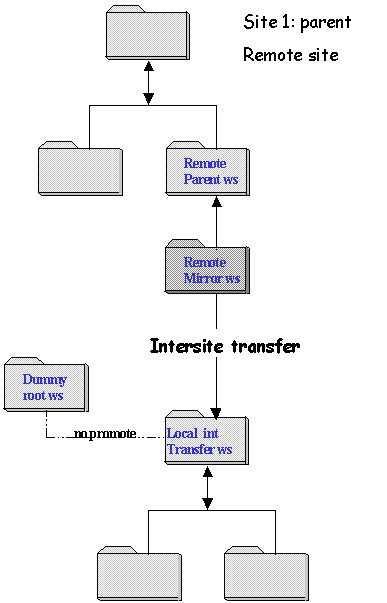 Site 1: parent
Remote site
Remote
Parent ws
Remote
Mirror ws
Intersite transfer
Dummy
root ws
no promote
Local int
Transfer ws